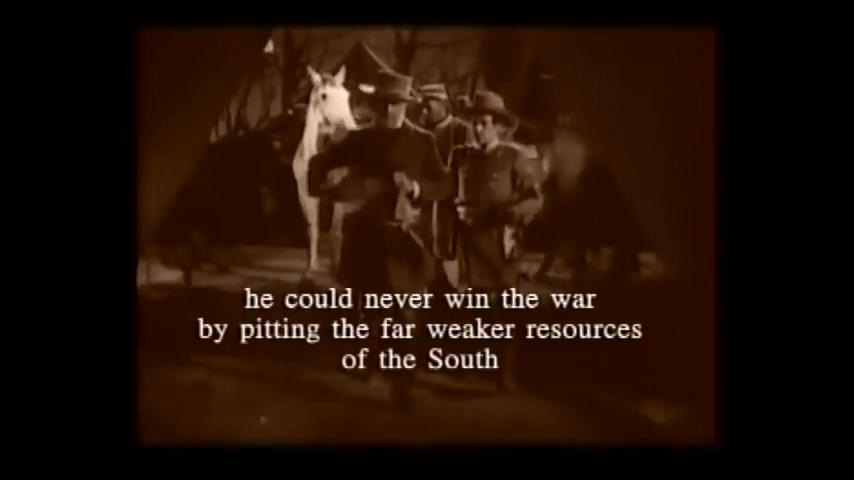 he could never win the war
by pitting the far weaker resources
of the South